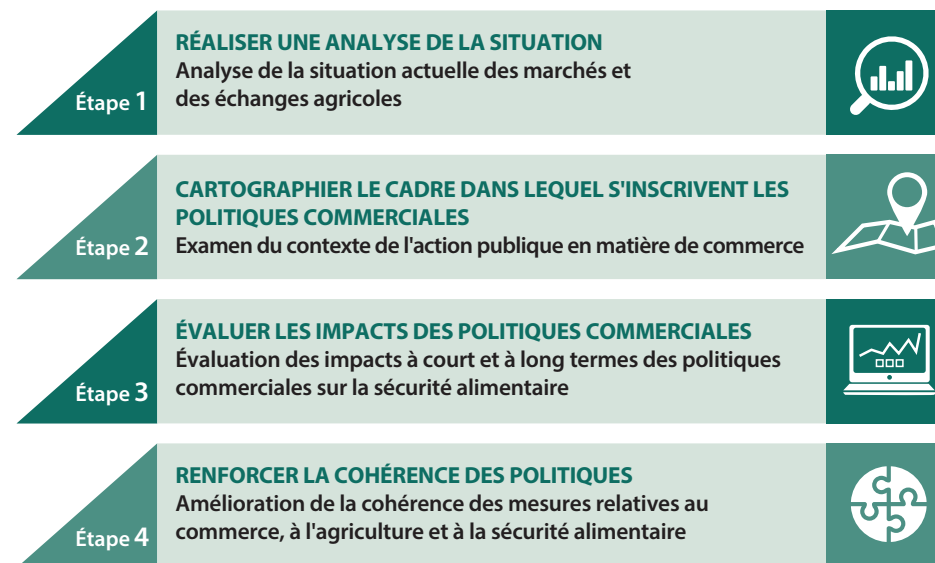 RÉALISER UNE ANALYSE DE LA SITUATION
Analyse de la situation actuelle des marchés et
des échanges agricoles
Étape 1
CARTOGRAPHIER LE CADRE DANS LEQUEL S'INSCRIVENT LES
POLITIQUES COMMERCIALES
Examen du contexte de l'action publique en matière de commerce
Étape 2
ÉVALUER LES IMPACTS DES POLITIQUES COMMERCIALES
Évaluation des impacts à court et à long termes des politiques
commerciales sur la sécurité alimentaire
Étape 3
RENFORCER LA COHÉRENCE DES POLITIQUES
Amélioration de la cohérence des mesures relatives au
commerce, à l'agriculture et à la sécurité alimentaire
Étape 4